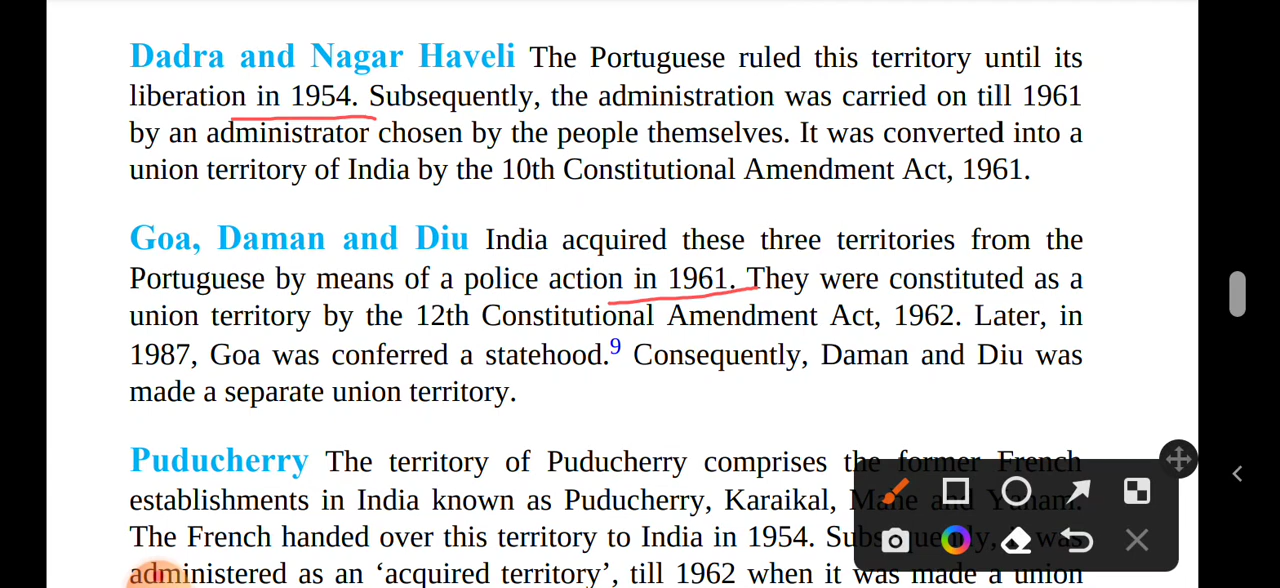 Dadra and Nagar Haveli The Portuguese ruled this territory until its
liberation in 1954. Subsequently, the administration was carried on till 1961
by an administrator chosen by the people themselves. It was converted into a
union territory of India by the 10th Constitutional Amendment Act, 1961.
Goa, Daman and Diu India acquired these three territories from the
Portuguese by means of a police action in 1961. They were constituted as a
union territory by the 12th Constitutional Amendment Act, 1962. Later, in
1987, Goa was conferred a statehood.9 Consequently, Daman and Diu was
made a separate union territory.
Puducherry The territory of Puducherry comprises the former French
establishments in India known as Puducherry, Karaikal, Mahe and Yanam.
The French handed over this territory to India in 1954. Subsequently, it was
administered as an ‘acquired territory’, till 1962 when it was made a union